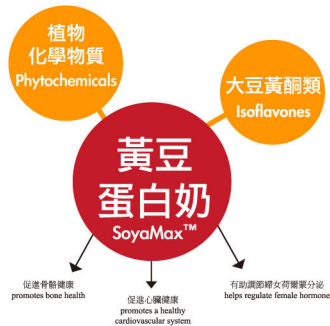 植物
化學物質
Phytochemicals
大豆黃酮類
Isoflavones
黃豆
蛋白奶
SoyaMax™
促進骨骼健康
promotes bone health
促進心臟健康
promotes a healthy
cardiovascular system
有助調節婦女荷爾蒙分泌
helps regulate female hormone